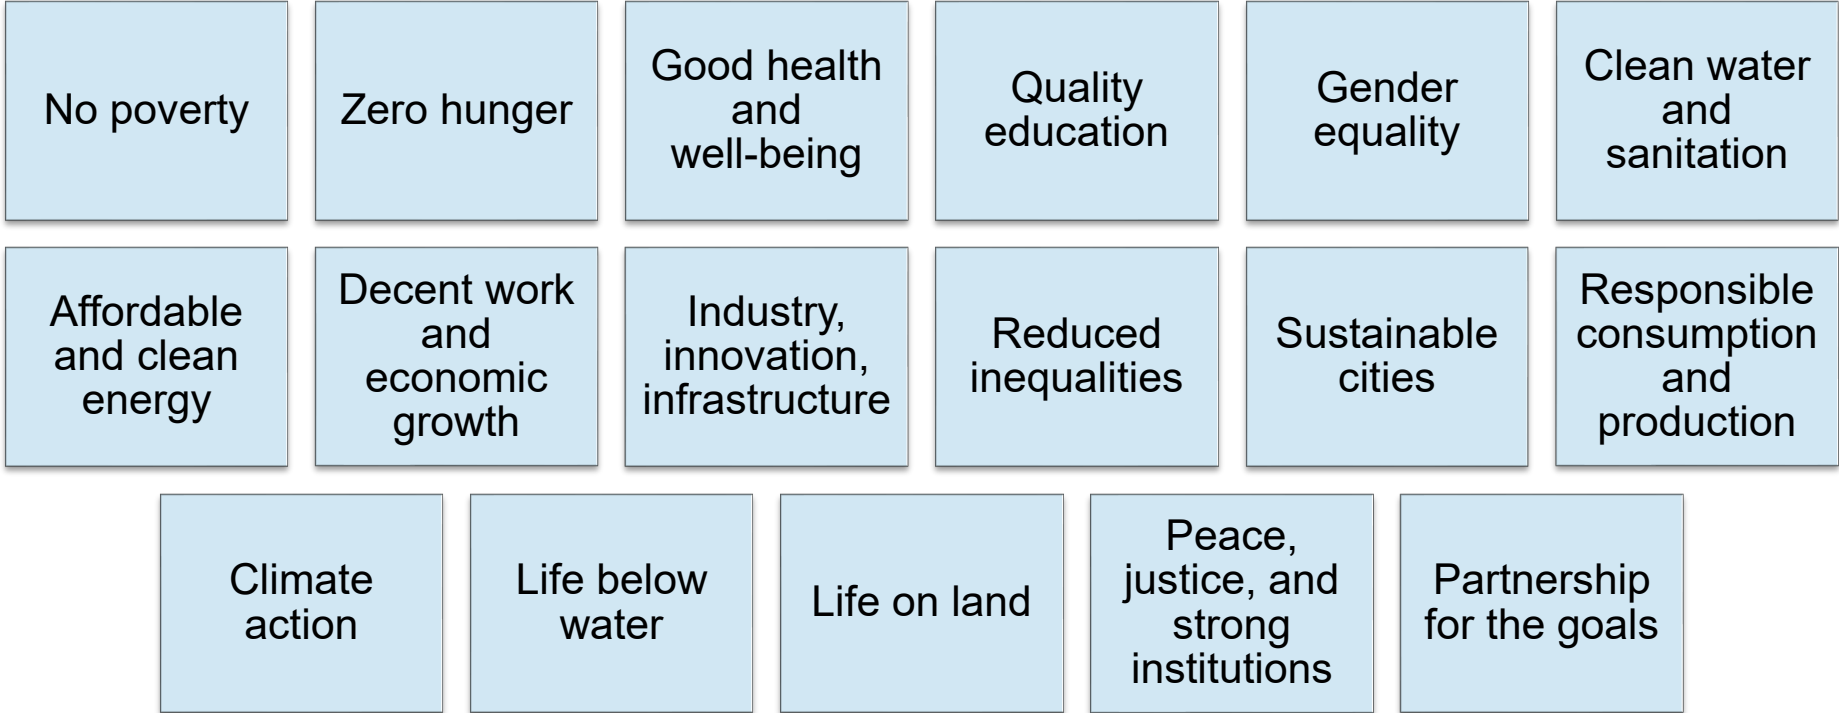 No poverty
Zero hunger
Good health
and
well-being
Quality
education
Gender
equality
Clean water
and
sanitation
Affordable
and clean
energy
Decent work
and
economic
growth
Industry,
innovation,
infrastructure
Reduced
inequalities
Sustainable
cities
Responsible
consumption
and
production
Climate
action
Life below
water
Life on land
Peace,
justice, and
strong
institutions
Partnership
for the goals